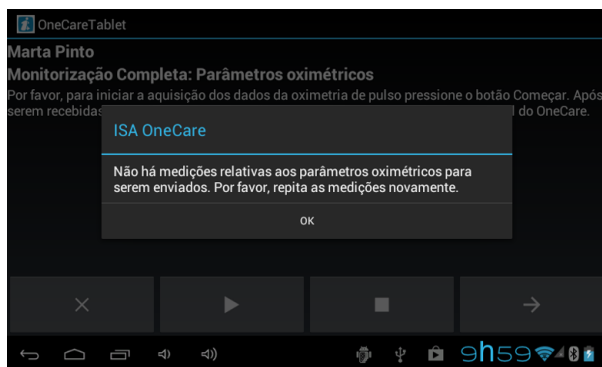 OneCareTablet
Marta Pinto
Monitorização Completa: Parâmetros oximétricos
Por favor, para iniciar a aquisição dos dados da oximetria de pulso pressione o botão Começar. Após
serem recebidas l do OneCare.
ISA OneCare
Não há medições relativas aos parâmetros oximétricos para
serem enviados. Por favor, repita as medições novamente.
OK
9h59